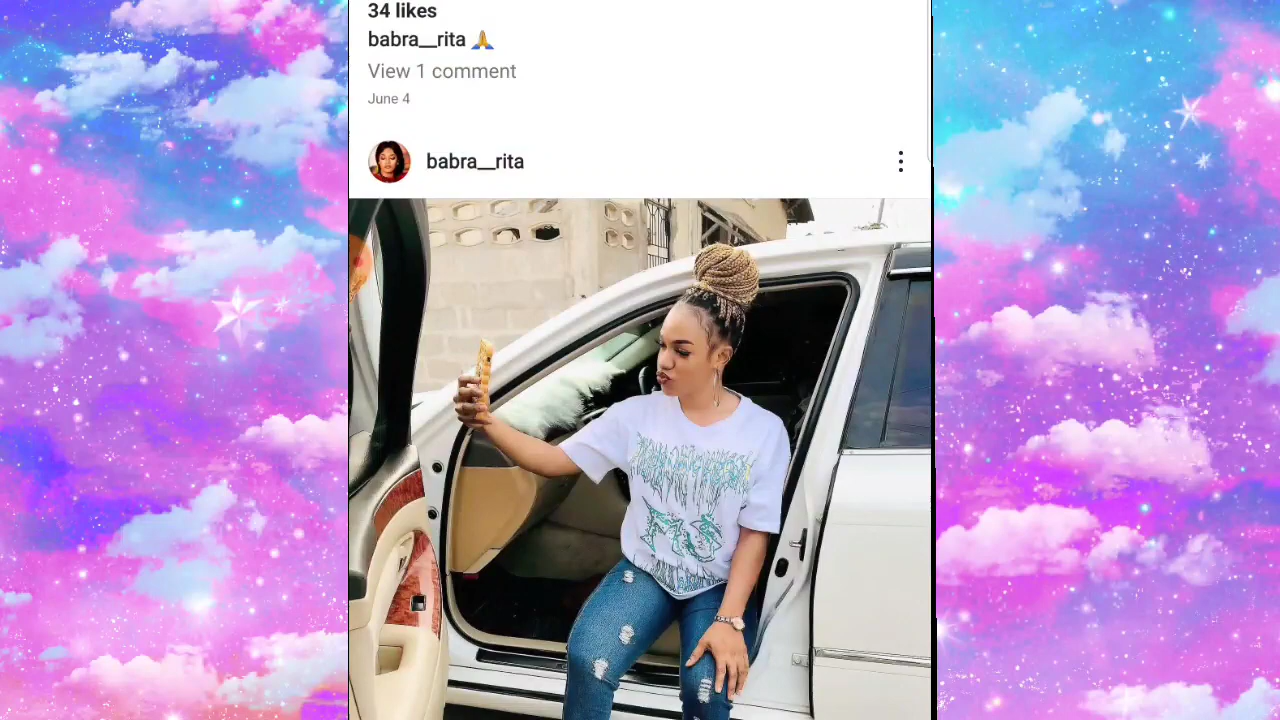 34 likes
babra__rita 🙏
View 1 comment
June 4
babra__rita